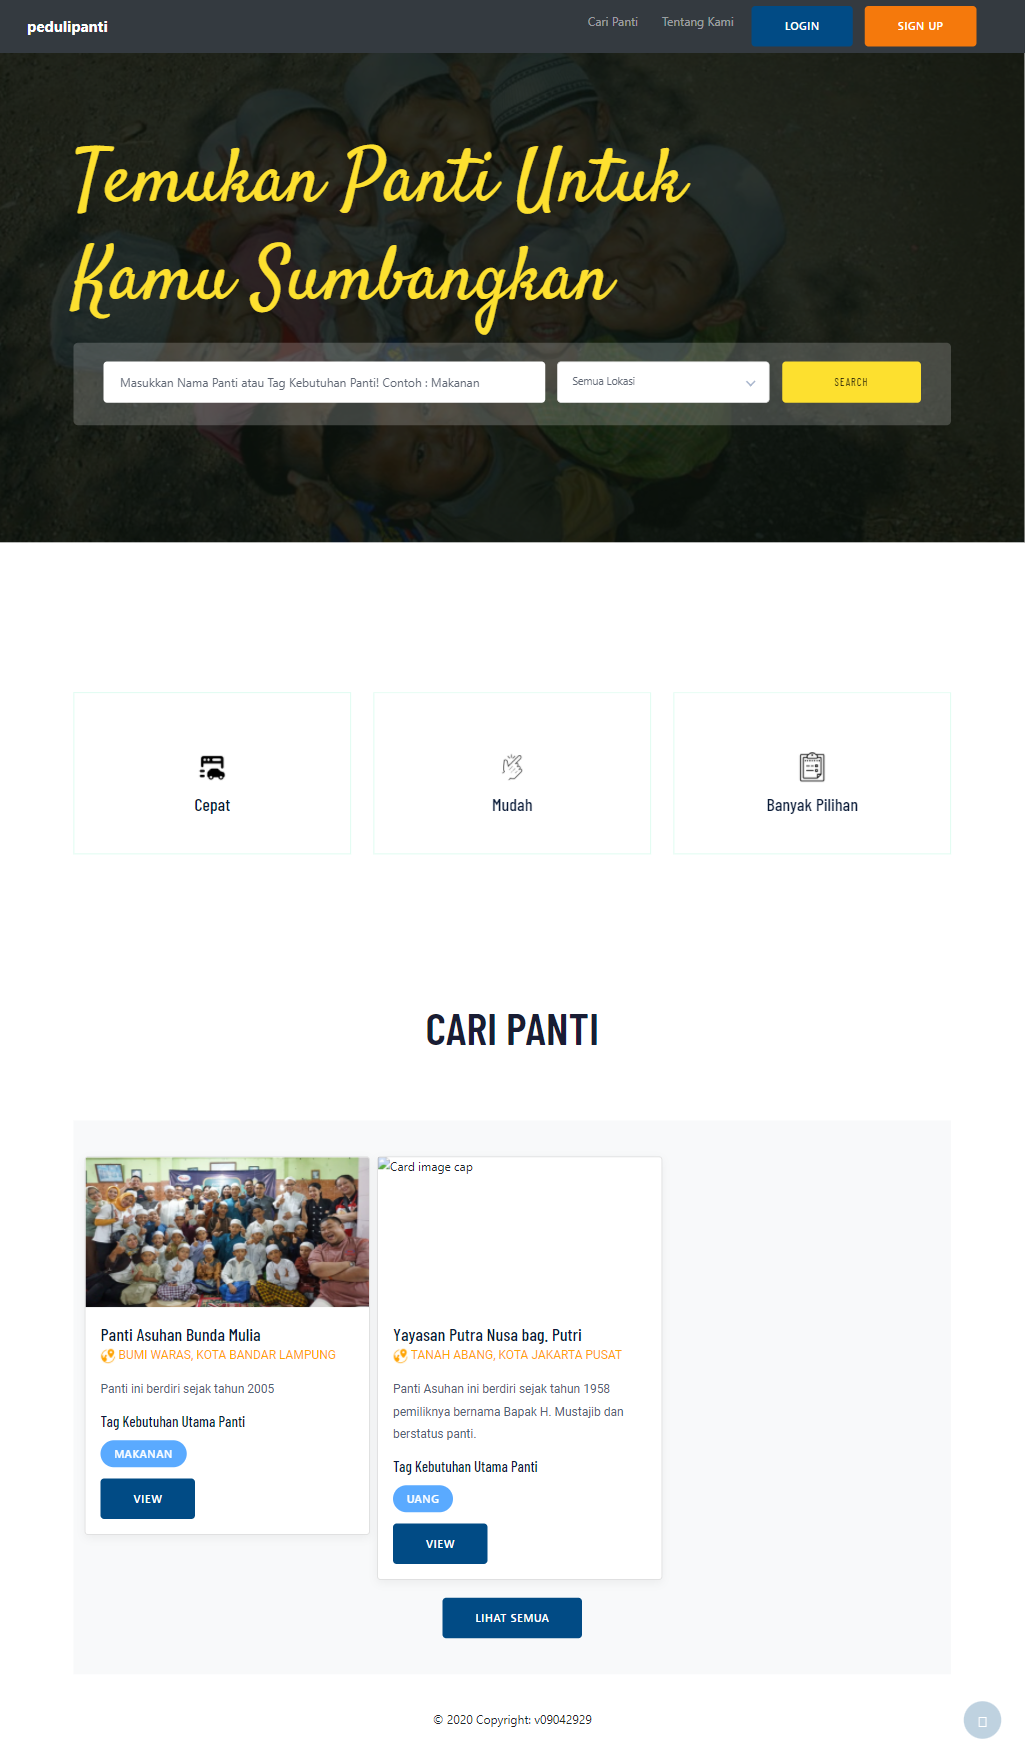 pedulipanti
Cari Panti
Tentang Kami
LOGIN
SIGN UP
Temukan Panti Untuk
Kamu Sumbangkan
Masukkan Nama Panti atau Tag Kebutuhan Panti! Contoh : Makanan
Semua Lokasi
SEARCH
Cepat
Mudah
Banyak Pilihan
CARI PANTI
Panti Asuhan Bunda Mulia
BUMI WARAS, KOTA BANDAR LAMPUNG
Panti ini berdiri sejak tahun 2005
Tag Kebutuhan Utama Panti
MAKANAN
VIEW
Card image cap
Yayasan Putra Nusa bag. Putri
TANAH ABANG, KOTA JAKARTA PUSAT
Panti Asuhan ini berdiri sejak tahun 1958
pemiliknya bernama Bapak H. Mustajib dan
berstatus panti.
Tag Kebutuhan Utama Panti
UANG
VIEW
LIHAT SEMUA
© 2020 Copyright: v09042929